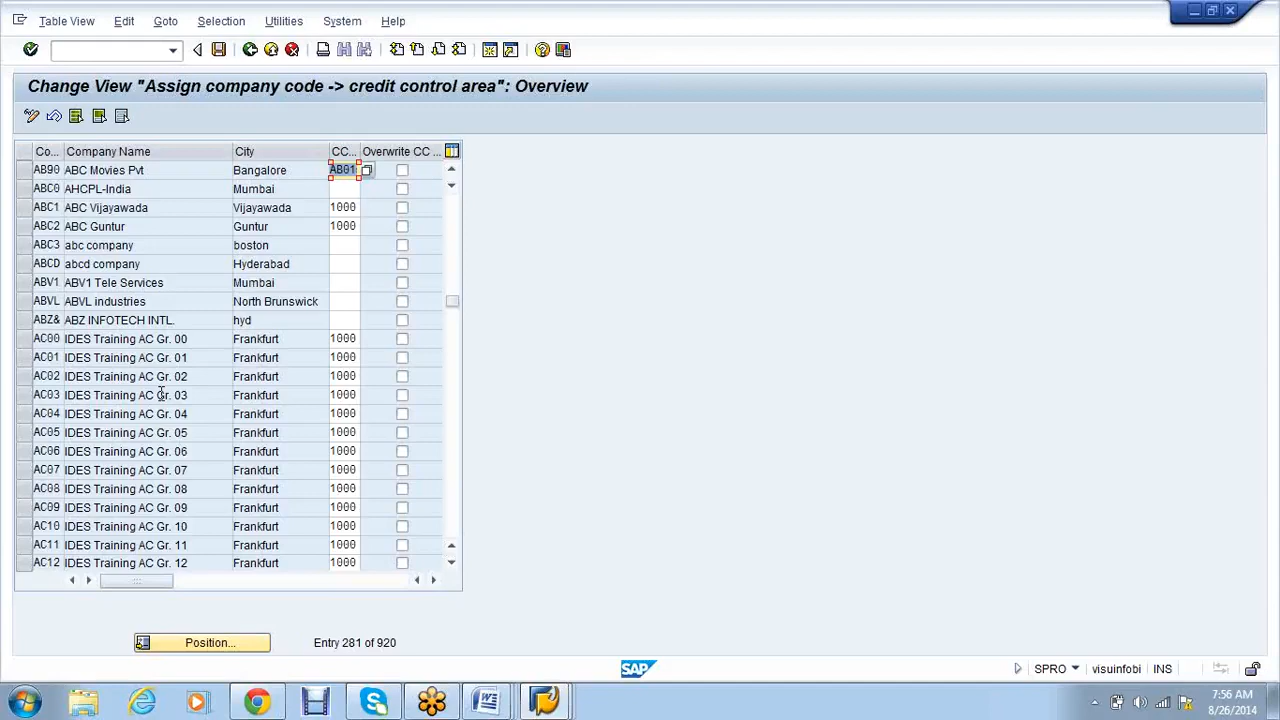 Table View Edit Goto Selection Utilities System Help
Change View "Assign company code -> credit control area": Overview
Co... Company Name City CC... Overwrite CC ...
AB90 ABC Movies Pvt Bangalore AB01
ABC0 AHCPL-India Mumbai
ABC1 ABC Vijayawada Vijayawada 1000
ABC2 ABC Guntur Guntur 1000
ABC3 abc company boston
ABCD abcd company Hyderabad
ABV1 ABV1 Tele Services Mumbai
ABVL ABVL industries North Brunswick
ABZ& ABZ INFOTECH INTL. hyd
AC00 IDES Training AC Gr. 00 Frankfurt 1000
AC01 IDES Training AC Gr. 01 Frankfurt 1000
AC02 IDES Training AC Gr. 02 Frankfurt 1000
AC03 IDES Training AC Gr. 03 Frankfurt 1000
AC04 IDES Training AC Gr. 04 Frankfurt 1000
AC05 IDES Training AC Gr. 05 Frankfurt 1000
AC06 IDES Training AC Gr. 06 Frankfurt 1000
AC07 IDES Training AC Gr. 07 Frankfurt 1000
AC08 IDES Training AC Gr. 08 Frankfurt 1000
AC09 IDES Training AC Gr. 09 Frankfurt 1000
AC10 IDES Training AC Gr. 10 Frankfurt 1000
AC11 IDES Training AC Gr. 11 Frankfurt 1000
AC12 IDES Training AC Gr. 12 Frankfurt 1000
Position... Entry 281 of 920
SAP SPRO visuinfobi INS
7:56 AM
8/26/2014